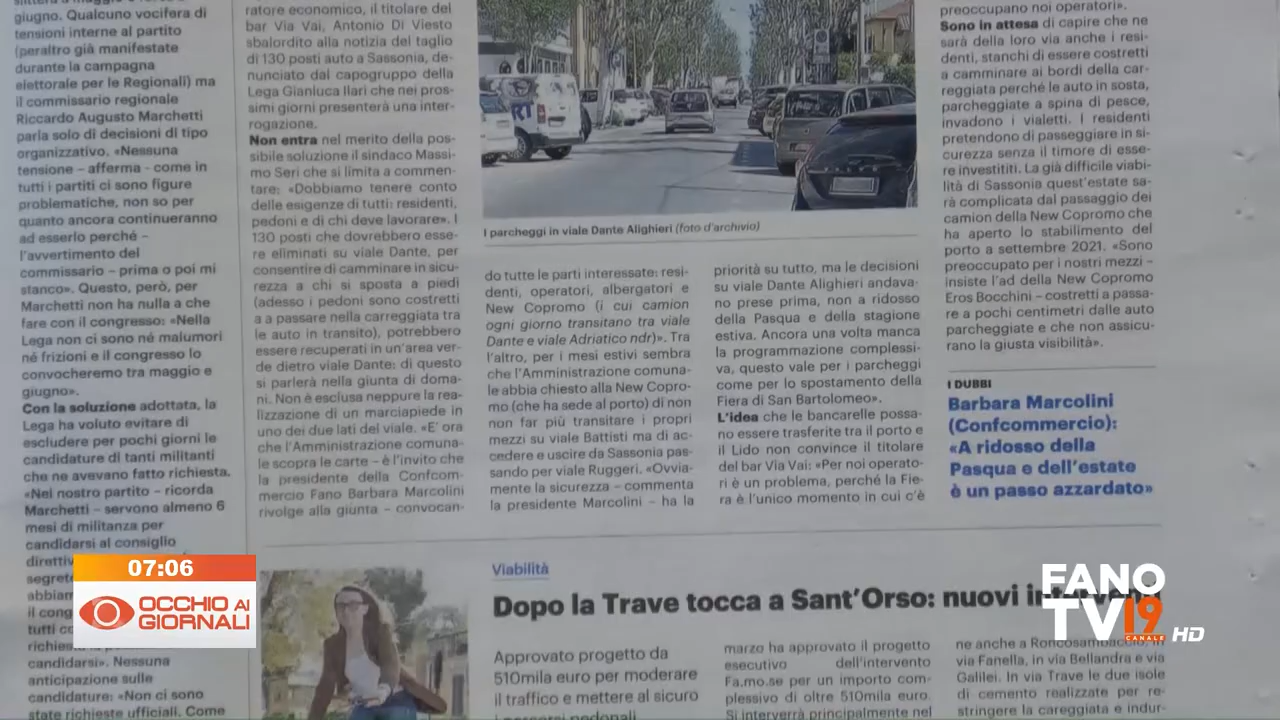 giugno. Qualcuno vocifera di
tensioni interne al partito
(peraltro già manifestate
durante la campagna
elettorale per le Regionali) ma
il commissario regionale
Riccardo Augusto Marchetti
parla solo di decisioni di tipo
organizzativo. «Nessuna
tensione – afferma - come in
tutti i partiti ci sono figure
problematiche, non so per
quanto ancora continueranno
ad esserlo perché –
l'avvertimento del
commissario – prima o poi mi
stanco». Questo, però, per
Marchetti non ha nulla a che
fare con il congresso: «Nella
Lega non ci sono né malumori
né frizioni e il congresso lo
convocheremo tra maggio e
giugno».
Con la soluzione adottata, la
Lega ha voluto evitare di
escludere per pochi giorni le
candidature di tanti militanti
che ne avevano fatto richiesta.
«Nel nostro partito – ricorda
Marchetti – servono almeno 6
mesi di militanza per
candidarsi al consiglio
direttiv
segrete
abbiam
il cong
tutti co
richies
candidarsi». Nessuna
anticipazione sulle
candidature: «Non ci sono
state richieste ufficiali. Come
ratore economico, il titolare del
bar Via Vai, Antonio Di Viesto
sbalordito alla notizia del taglio
di 130 posti auto a Sassonia, de-
nunciato dal capogruppo della
Lega Gianluca Ilari che nei pros-
simi giorni presenterà una inter-
rogazione.
Non entra nel merito della pos-
sibile soluzione il sindaco Massi-
mo Seri che si limita a commen-
tare: «Dobbiamo tenere conto
delle esigenze di tutti: residenti,
pedoni e di chi deve lavorare». I
130 posti che dovrebbero esse-
re eliminati su viale Dante, per
consentire di camminare in sicu-
rezza a chi si sposta a piedi
(adesso i pedoni sono costretti
a a passare nella carreggiata tra
le auto in transito), potrebbero
essere recuperati in un'area ver-
de dietro viale Dante: di questo
si parlerà nella giunta di doma-
ni. Non è esclusa neppure la rea-
lizzazione di un marciapiede in
uno dei due lati del viale. «E' ora
che l'Amministrazione comuna-
le scopra le carte – è l'invito che
la presidente della Confcom-
mercio Fano Barbara Marcolini
rivolge alla giunta – convocan-
I parcheggi in viale Dante Alighieri (foto d'archivio)
do tutte le parti interessate: resi-
denti, operatori, albergatori e
New Copromo (i cui camion
ogni giorno transitano tra viale
Dante e viale Adriatico ndr)». Tra
l'altro, per i mesi estivi sembra
che l'Amministrazione comuna-
le abbia chiesto alla New Copro-
mo (che ha sede al porto) di non
non far più transitare i propri
mezzi su viale Battisti ma di ac-
cedere e uscire da Sassonia pas-
sando per viale Ruggeri. «Ovvia-
mente la sicurezza – commenta
la presidente Marcolini – ha la
priorità su tutto, ma le decisioni
su viale Dante Alighieri andava-
no prese prima, non a ridosso
della Pasqua e della stagione
estiva. Ancora una volta manca
la programmazione complessi-
va, questo vale per i parcheggi
come per lo spostamento della
Fiera di San Bartolomeo».
L'idea che le bancarelle possa-
no essere trasferite tra il porto e
il Lido non convince il titolare
del bar Via Vai: «Per noi operato-
ri è un problema, perché la Fie-
ra è l'unico momento in cui c'è
preoccupano noi operatori».
Sono in attesa di capire che ne
sarà della loro via anche i resi-
denti, stanchi di essere costretti
a camminare ai bordi della car-
reggiata perché le auto in sosta,
parcheggiate a spina di pesce,
invadono i vialetti. I residenti
pretendono di passeggiare in si-
curezza senza il timore di esse-
re investititi. La già difficile viabi-
lità di Sassonia quest'estate sa-
rà complicata dal passaggio dei
camion della New Copromo che
ha aperto lo stabilimento del
porto a settembre 2021. «Sono
preoccupato per i nostri mezzi –
insiste l'ad della New Copromo
Eros Bocchini – costretti a passa-
re a pochi centimetri dalle auto
parcheggiate e che non assicu-
rano la giusta visibilità».
I DUBBI
Barbara Marcolini
(Confcommercio):
«A ridosso della
Pasqua e dell'estate
è un passo azzardato»
Viabilità
Dopo la Trave tocca a Sant'Orso: nuovi interventi
Approvato progetto da
510mila euro per moderare
il traffico e mettere al sicuro
i percorsi pedonali
marzo ha approvato il progetto
esecutivo dell'intervento
Fa.mo.se per un importo com-
plessivo di oltre 510mila euro.
Si interverrà principalmente nel
ne anche a Roncosambaccio, in
via Fanella, in via Bellandra e via
Galilei. In via Trave le due isole
di cemento realizzate per re-
stringere la careggiata e indur-
07:06
OCCHIO AI
GIORNALI
FANO
TV 19
CANALE
HD